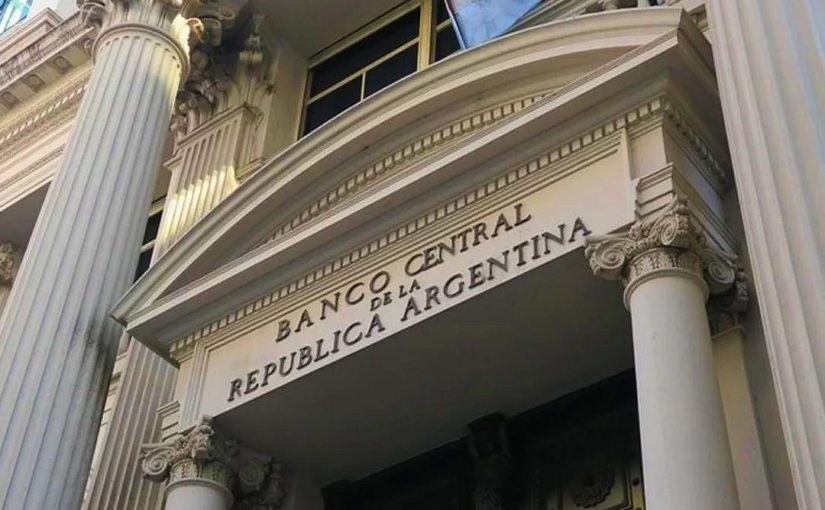 BANCO CENTRAL
DE LA
REPUBLICA ARGENTINA